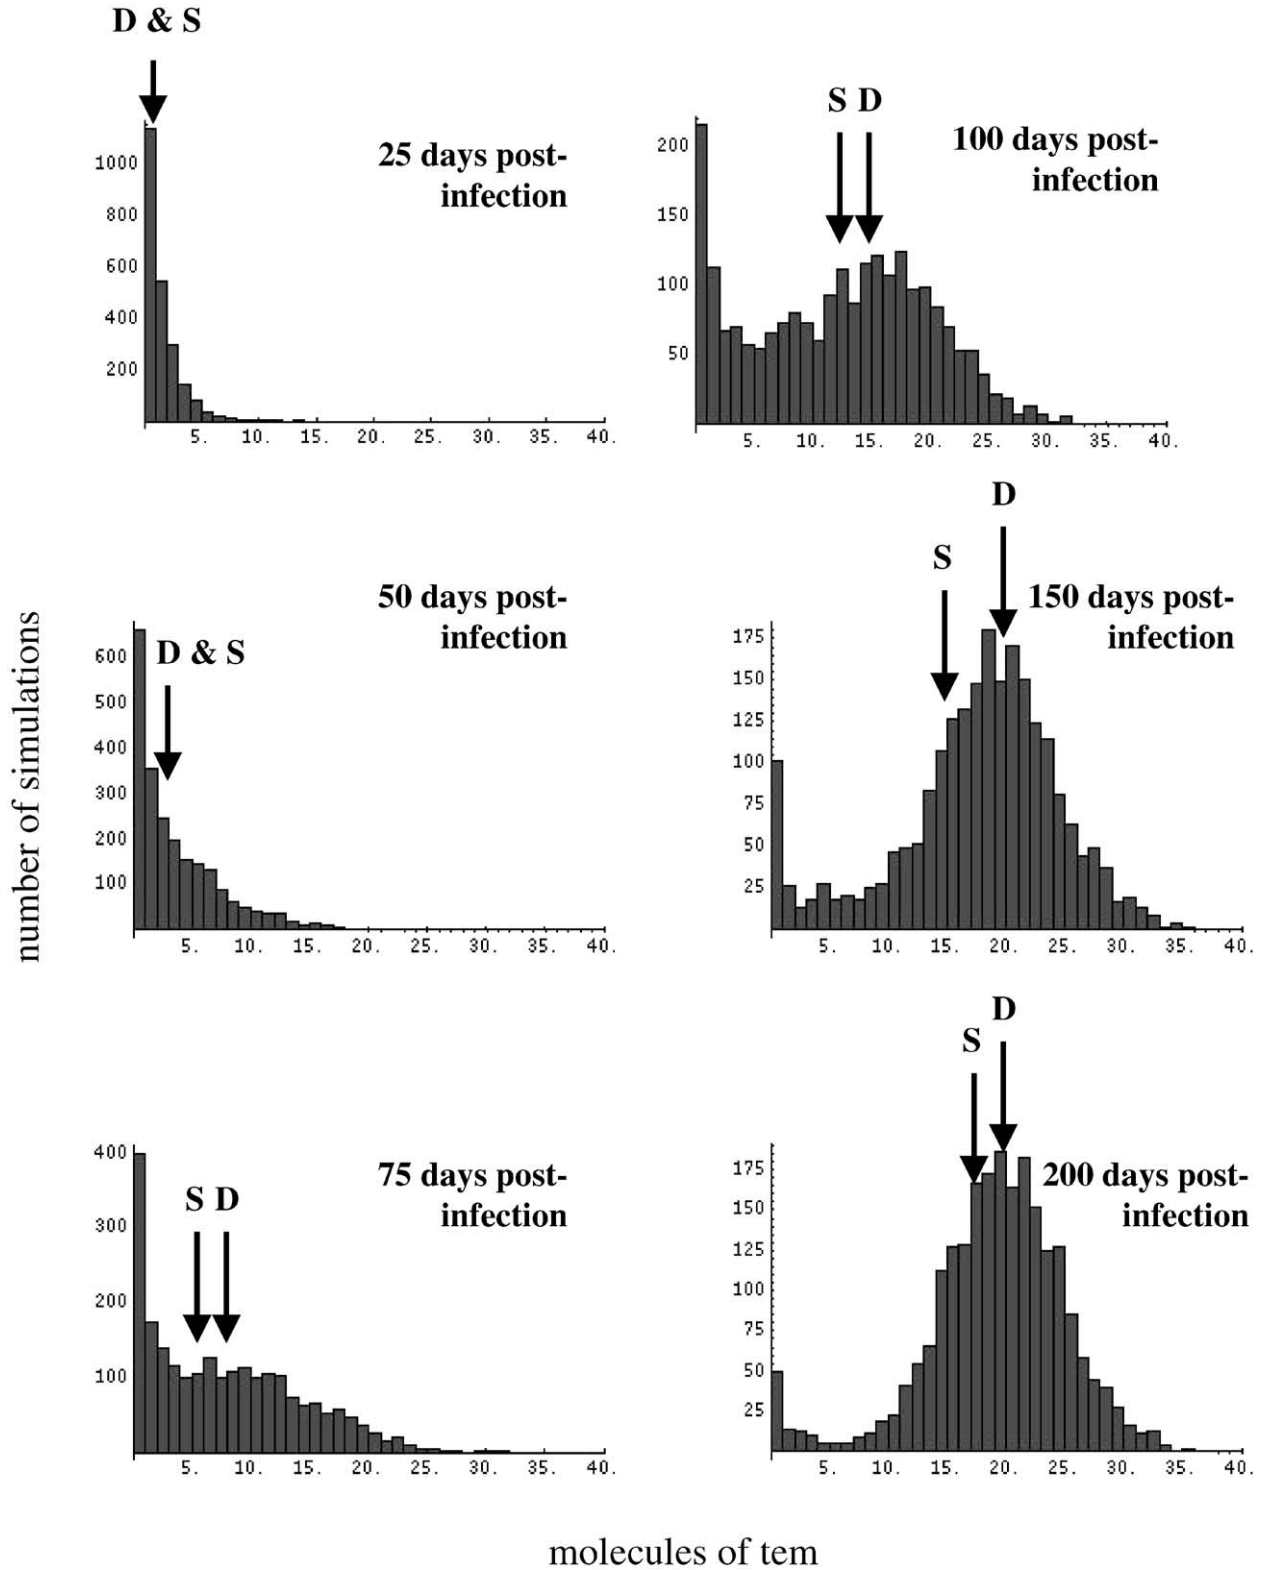 D & S
25 days post-
infection
1000
800
600
400
200
5. 10. 15. 20. 25. 30. 35. 40.
S D
100 days post-
infection
200
150
100
50
5. 10. 15. 20. 25. 30. 35. 40.
number of simulations
50 days post-
infection
D & S
600
500
400
300
200
100
5. 10. 15. 20. 25. 30. 35. 40.
D
S
150 days post-
infection
175
150
125
100
75
50
25
5. 10. 15. 20. 25. 30. 35. 40.
75 days post-
infection
S D
400
300
200
100
5. 10. 15. 20. 25. 30. 35. 40.
D
S
200 days post-
infection
175
150
125
100
75
50
25
5. 10. 15. 20. 25. 30. 35. 40.
molecules of tem